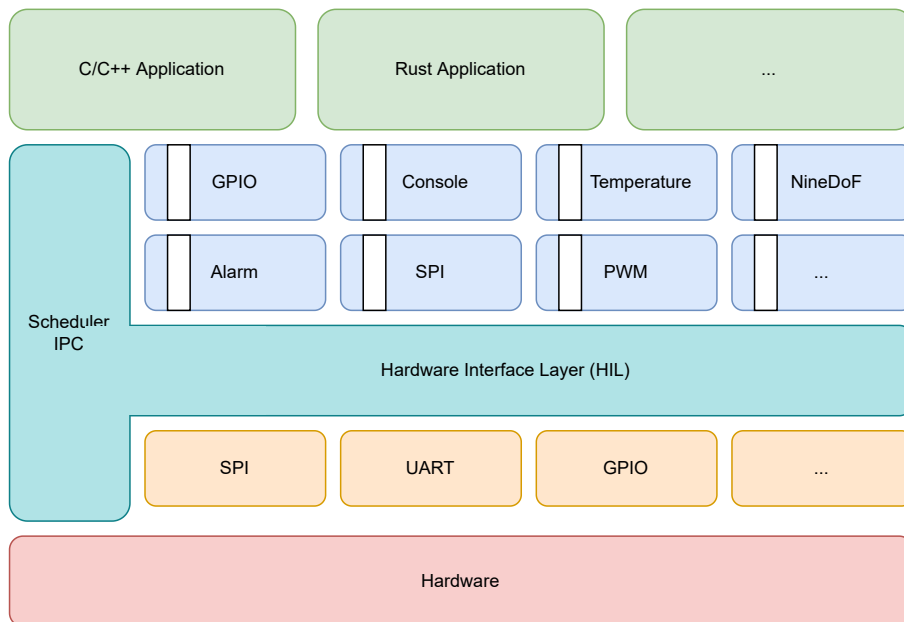 C/C++ Application
Rust Application
...
GPIO
Console
Temperature
NineDoF
Alarm
SPI
PWM
...
Scheduler
IPC
Hardware Interface Layer (HIL)
SPI
UART
GPIO
...
Hardware